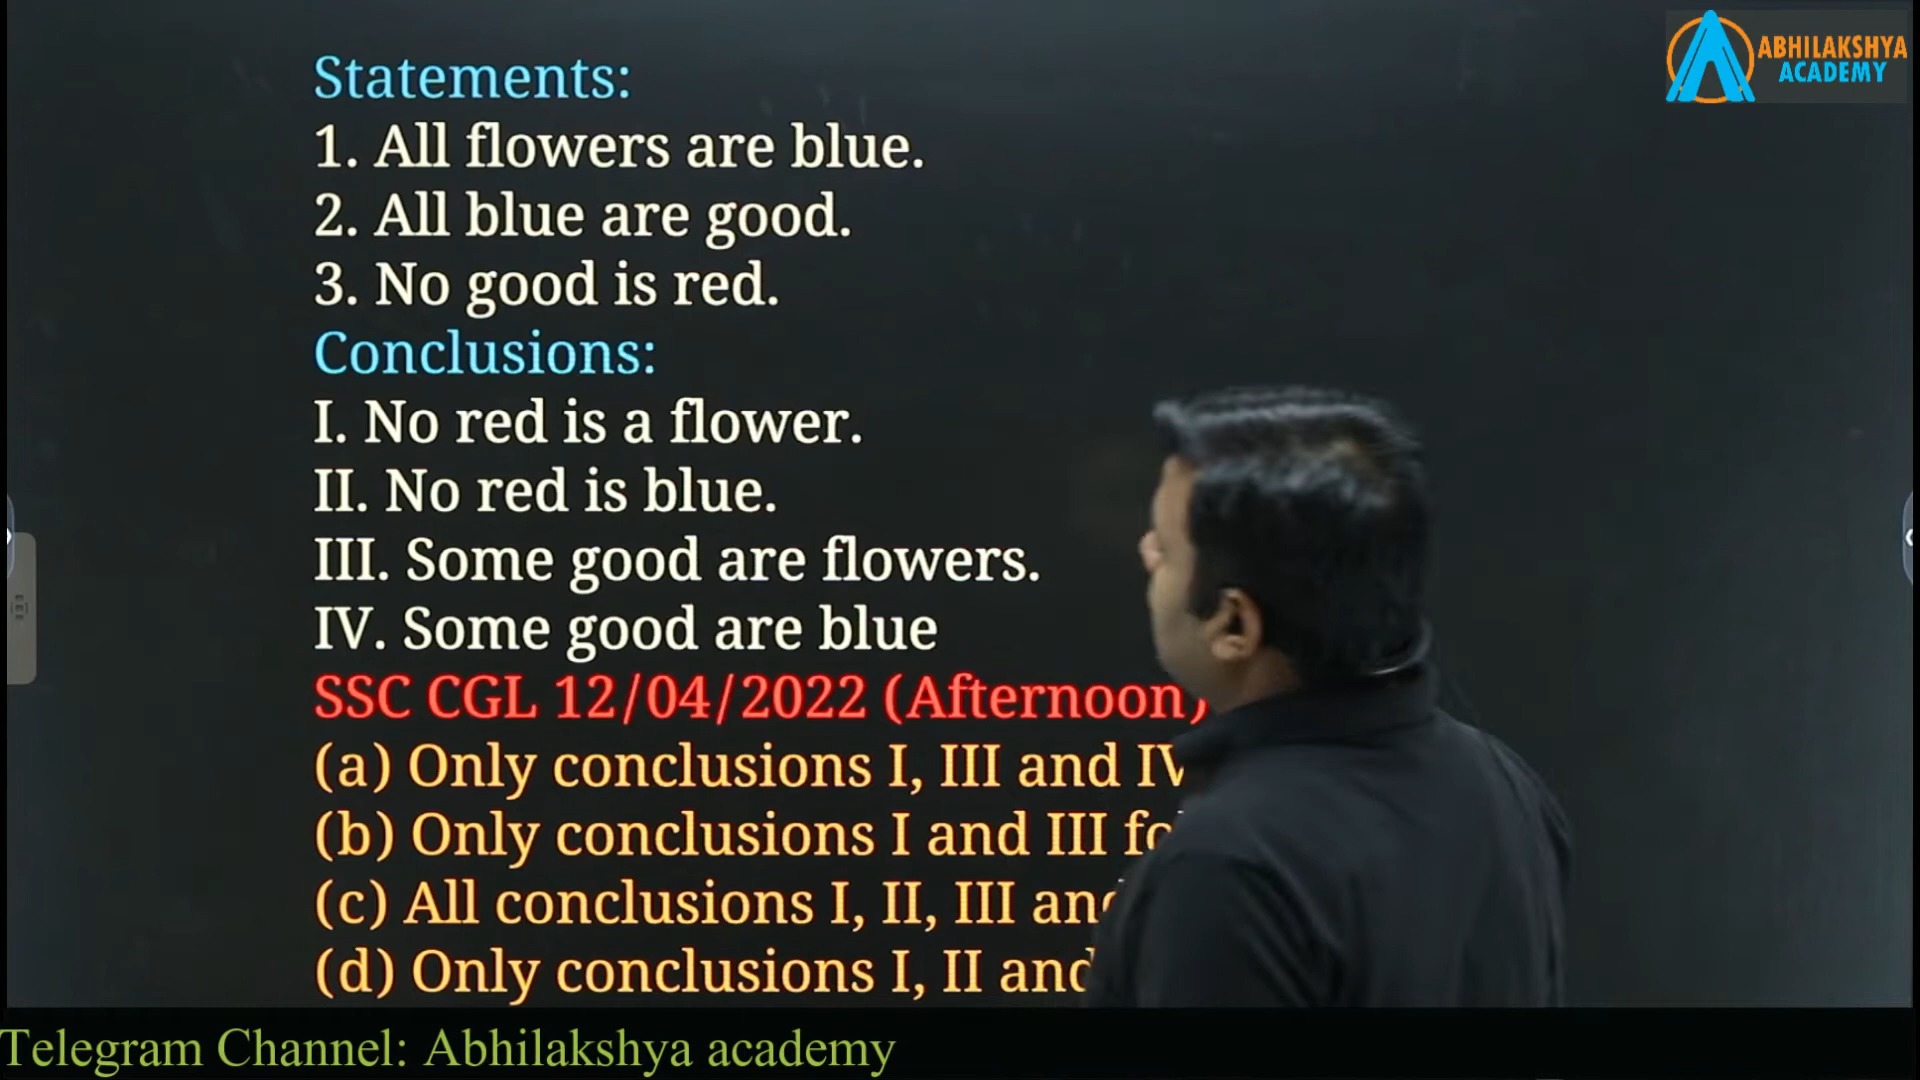 ABHILAKSHYA
ACADEMY
Statements:
1. All flowers are blue.
2. All blue are good.
3. No good is red.
Conclusions:
I. No red is a flower.
II. No red is blue.
III. Some good are flowers.
IV. Some good are blue
SSC CGL 12/04/2022 (Afternoon)
(a) Only conclusions I, III and IV
(b) Only conclusions I and III
(c) All conclusions I, II, III and
(d) Only conclusions I, II and
Telegram Channel: Abhilakshya academy